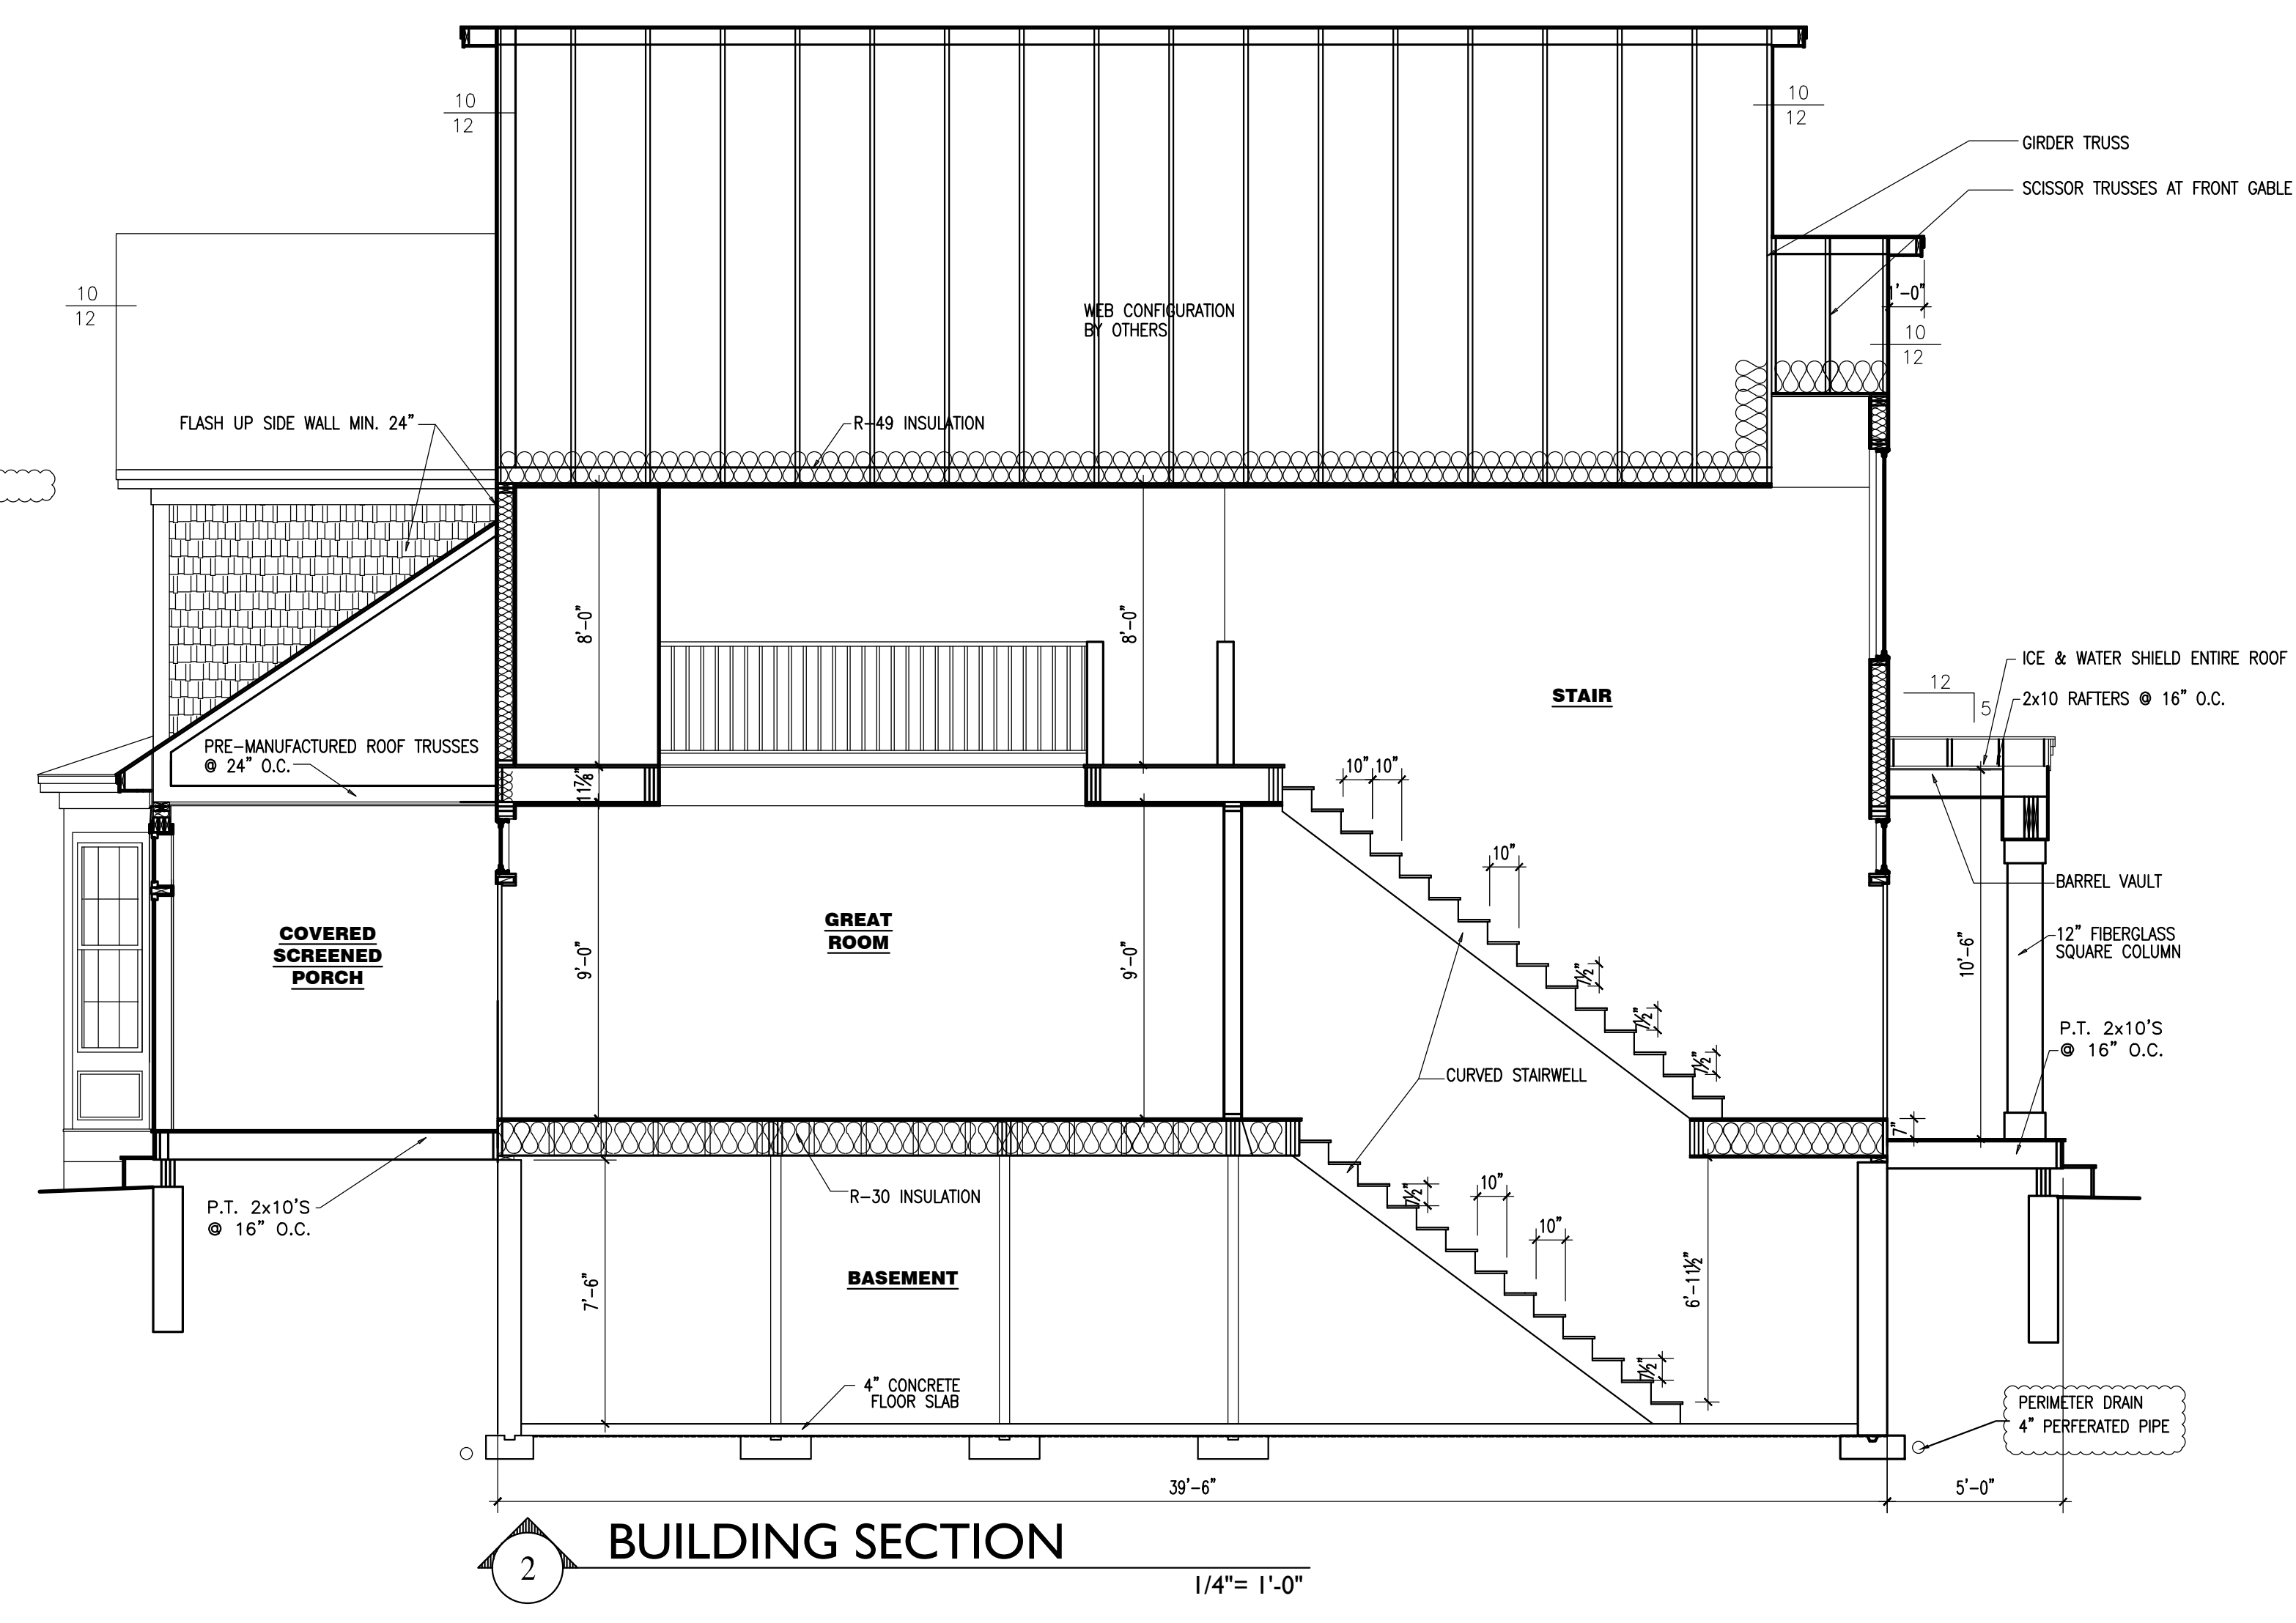 10
12
10
12
GIRDER TRUSS
SCISSOR TRUSSES AT FRONT GABLE
10
12
1'-0"
WEB CONFIGURATION
BY OTHERS
10
12
FLASH UP SIDE WALL MIN. 24"
R-49 INSULATION
8'-0"
8'-0"
STAIR
ICE & WATER SHIELD ENTIRE ROOF
12
5
2x10 RAFTERS @ 16" O.C.
PRE-MANUFACTURED ROOF TRUSSES
@ 24" O.C.
11 7/8"
10"
10"
10"
BARREL VAULT
COVERED
SCREENED
PORCH
GREAT
ROOM
9'-0"
9'-0"
10'-6"
12" FIBERGLASS
SQUARE COLUMN
7½"
7½"
7½"
P.T. 2x10'S
@ 16" O.C.
CURVED STAIRWELL
7"
P.T. 2x10'S
@ 16" O.C.
R-30 INSULATION
7½"
10"
10"
7'-6"
BASEMENT
6'-11½"
7½"
4" CONCRETE
FLOOR SLAB
PERIMETER DRAIN
4" PERFERATED PIPE
39'-6"
5'-0"
2
BUILDING SECTION
1/4"= 1'-0"